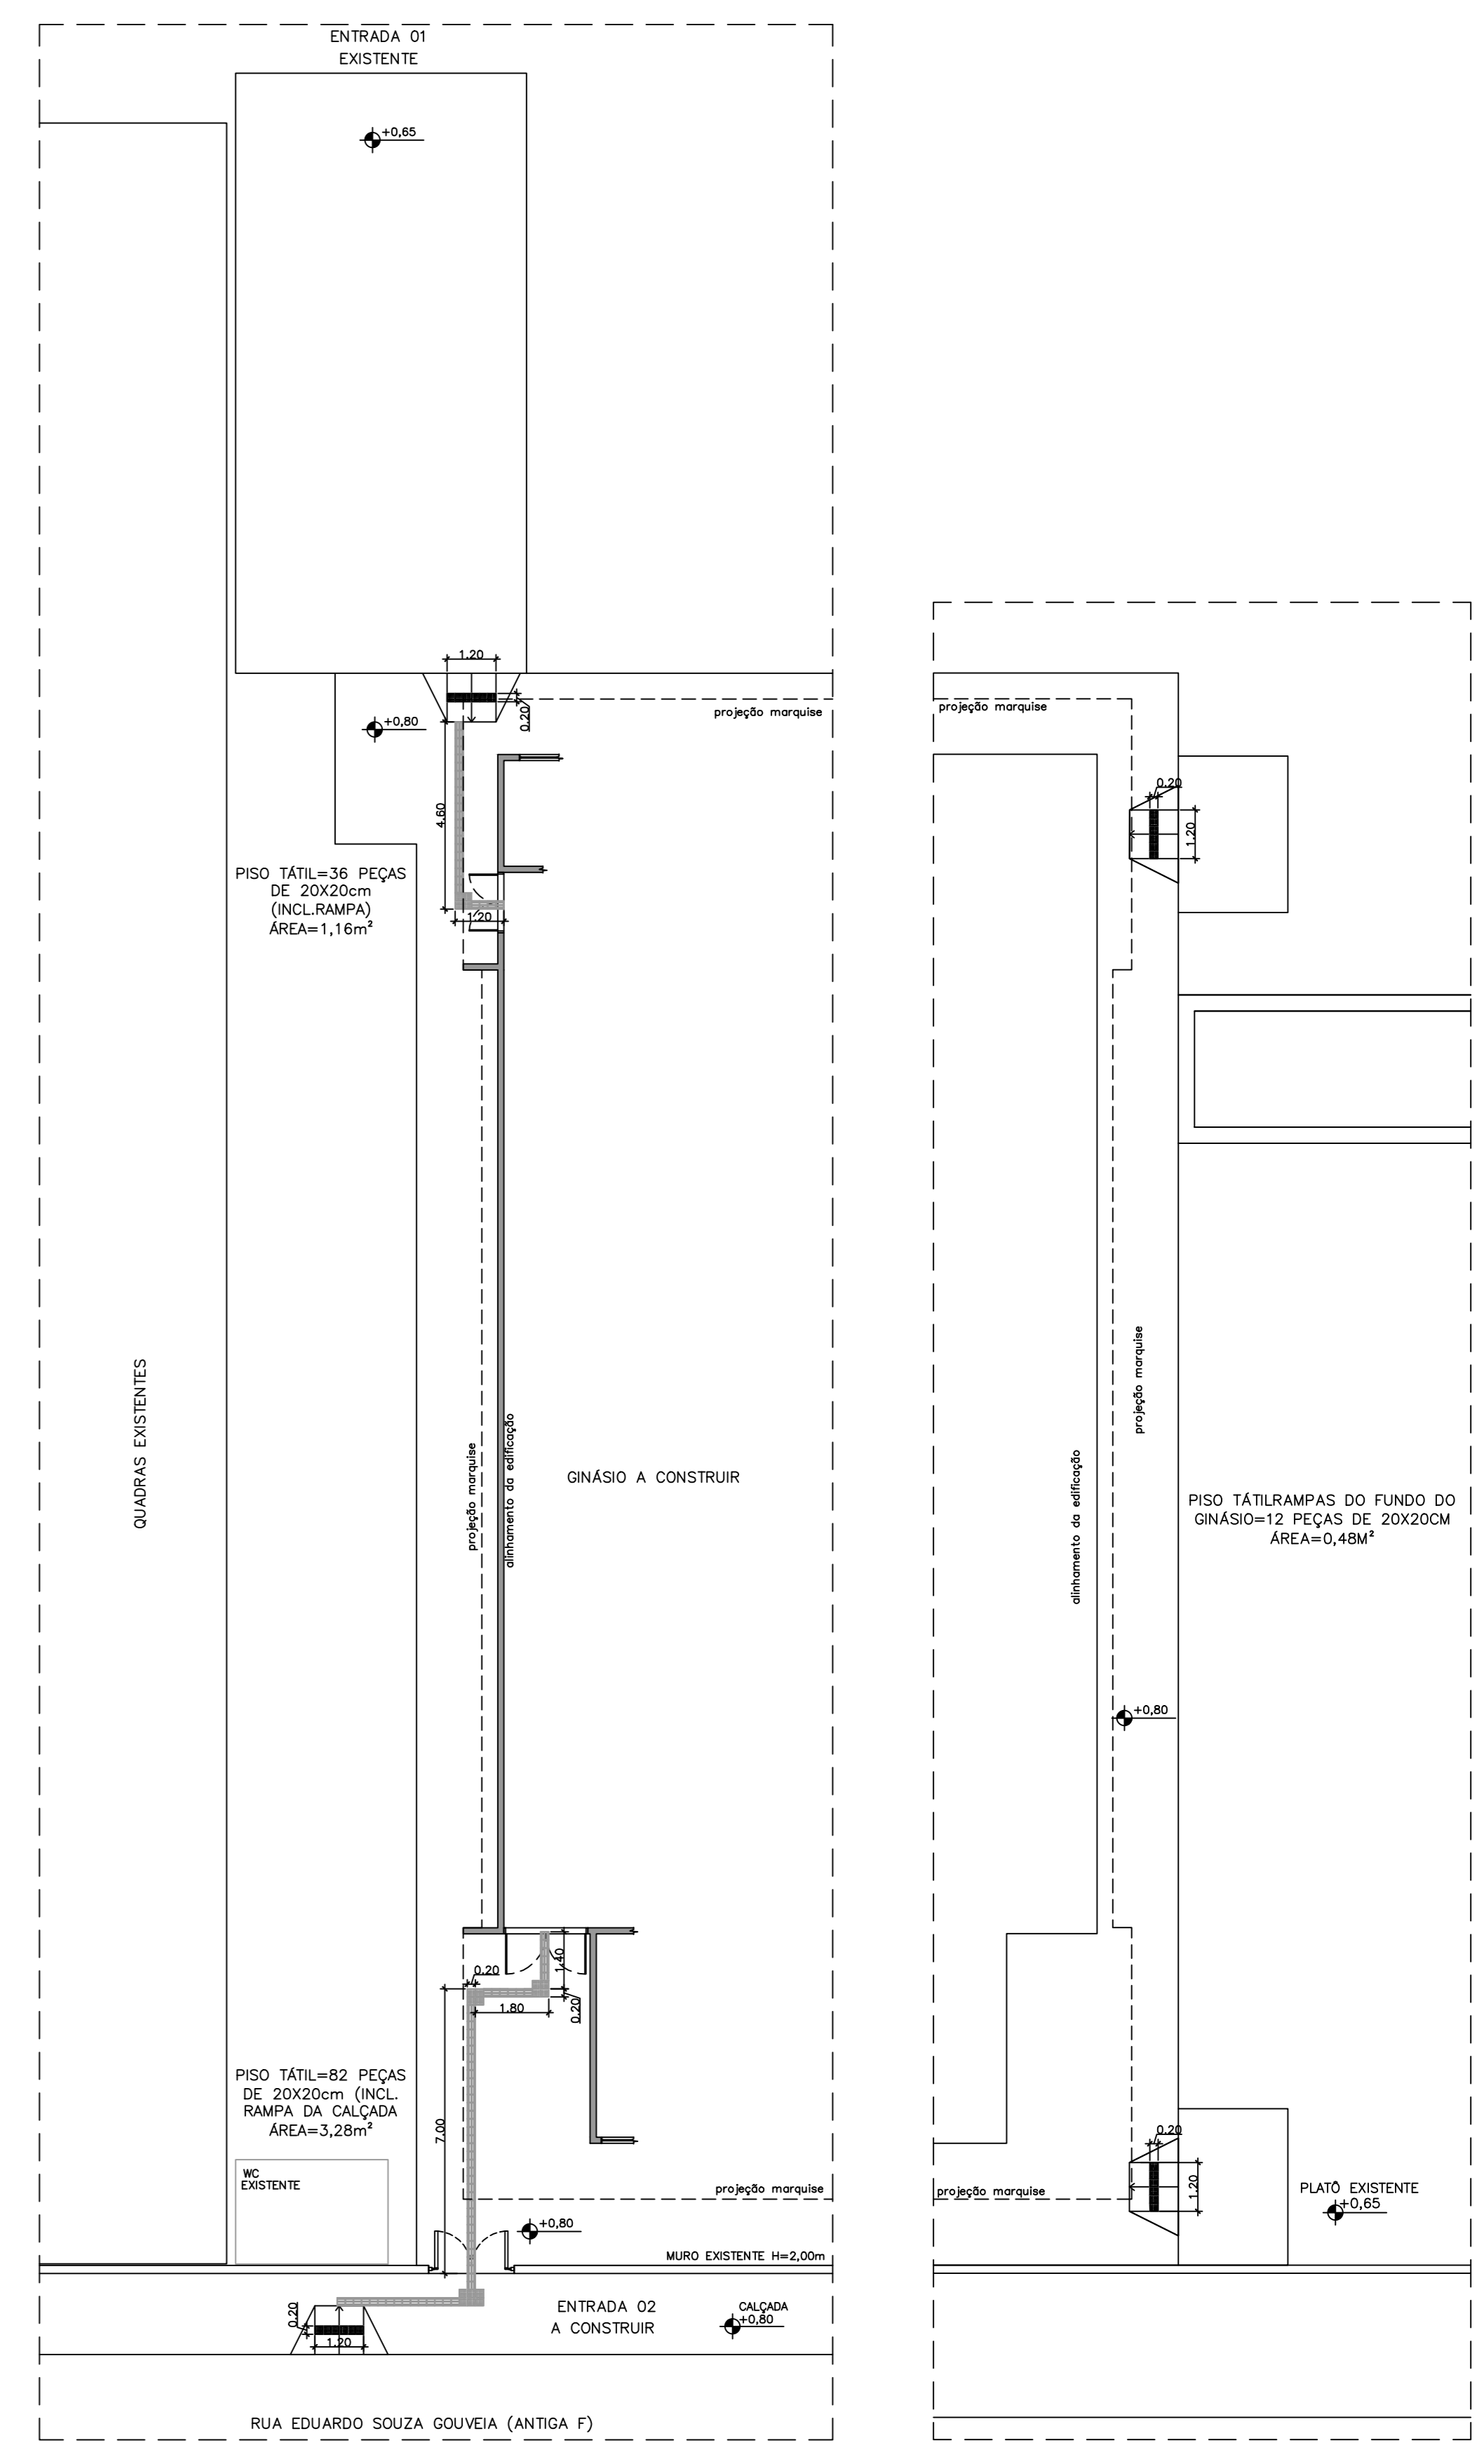 ENTRADA 01
EXISTENTE
+0,65
1.20
0.20
projeção marquise
+0,80
4.60
PISO TÁTIL=36 PEÇAS
DE 20X20cm
(INCL.RAMPA)
ÁREA=1,16m²
1.20
QUADRAS EXISTENTES
projeção marquise
alinhamento da edificação
GINÁSIO A CONSTRUIR
1.40
0.20
1.80
0.20
7.00
PISO TÁTIL=82 PEÇAS
DE 20X20cm (INCL.
RAMPA DA CALÇADA
ÁREA=3,28m²
WC
EXISTENTE
projeção marquise
+0,80
MURO EXISTENTE H=2,00m
0.20
1.20
ENTRADA 02
A CONSTRUIR
CALÇADA
+0,80
RUA EDUARDO SOUZA GOUVEIA (ANTIGA F)
projeção marquise
0.20
1.20
projeção marquise
alinhamento da edificação
PISO TÁTILRAMPAS DO FUNDO DO
GINÁSIO=12 PEÇAS DE 20X20CM
ÁREA=0,48M²
+0,80
0.20
1.20
projeção marquise
PLATÔ EXISTENTE
+0,65